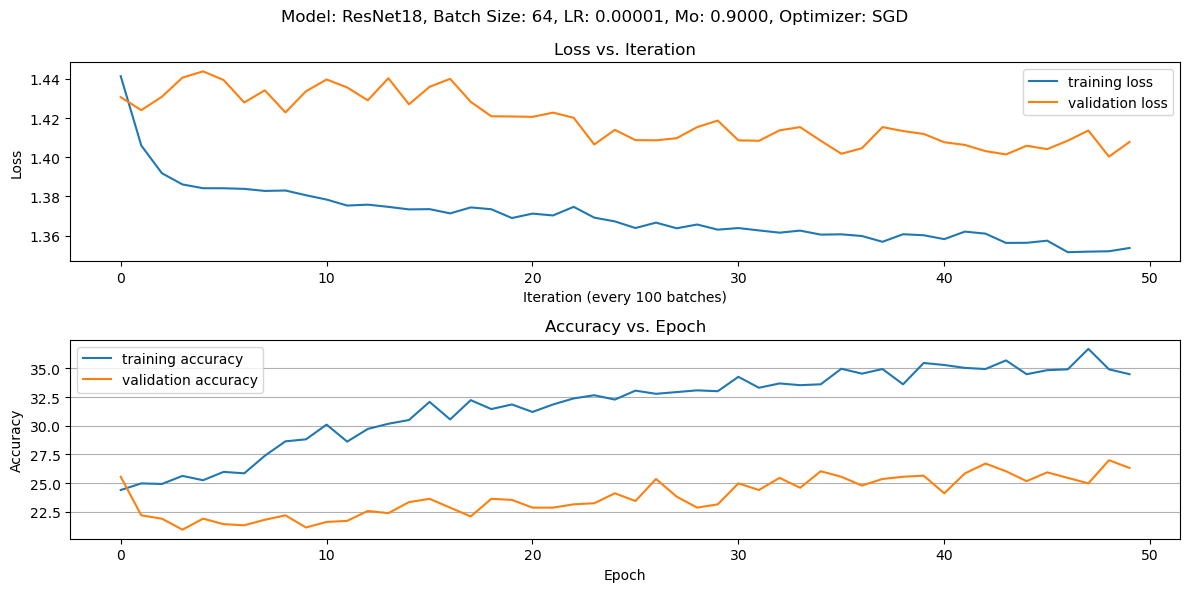 Model: ResNet18, Batch Size: 64, LR: 0.00001, Mo: 0.9000, Optimizer: SGD
Loss vs. Iteration
1.44
1.42
1.40
1.38
1.36
Loss
training loss
validation loss
0
10
20
30
40
50
Iteration (every 100 batches)
Accuracy vs. Epoch
35.0
32.5
30.0
27.5
25.0
22.5
Accuracy
training accuracy
validation accuracy
0
10
20
30
40
50
Epoch